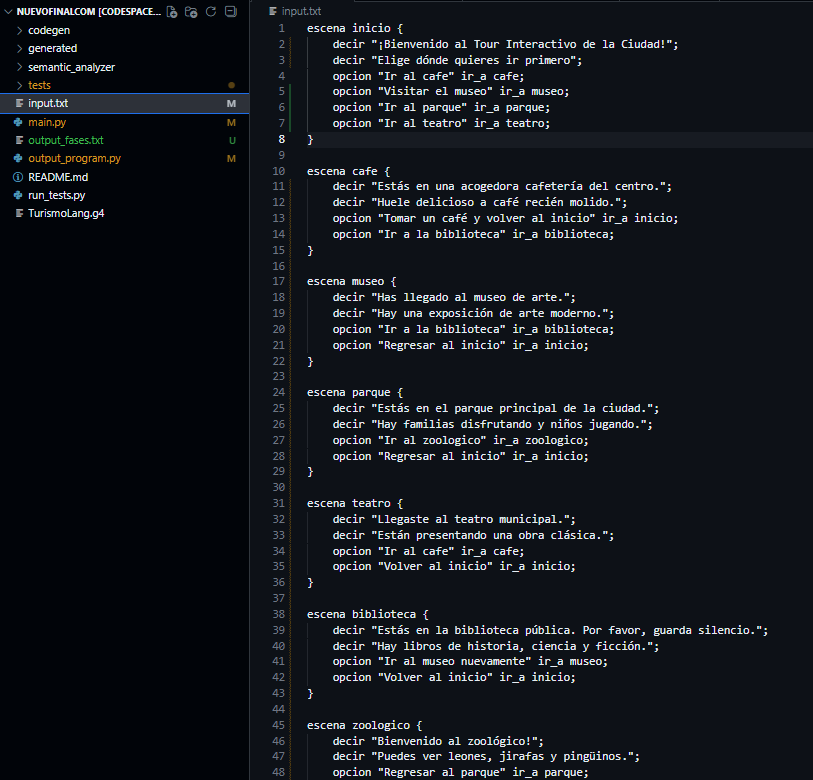 NUEVOFINALCOM [CODESPACE...
codegen
generated
semantic_analyzer
tests
input.txt M
main.py M
output_fases.txt U
output_program.py M
README.md
run_tests.py
TurismoLang.g4
input.txt
1 escena inicio {
2 decir "¡Bienvenido al Tour Interactivo de la Ciudad!";
3 decir "Elige dónde quieres ir primero";
4 opcion "Ir al cafe" ir_a cafe;
5 opcion "Visitar el museo" ir_a museo;
6 opcion "Ir al parque" ir_a parque;
7 opcion "Ir al teatro" ir_a teatro;
8 }
9
10 escena cafe {
11 decir "Estás en una acogedora cafetería del centro.";
12 decir "Huele delicioso a café recién molido.";
13 opcion "Tomar un café y volver al inicio" ir_a inicio;
14 opcion "Ir a la biblioteca" ir_a biblioteca;
15 }
16
17 escena museo {
18 decir "Has llegado al museo de arte.";
19 decir "Hay una exposición de arte moderno.";
20 opcion "Ir a la biblioteca" ir_a biblioteca;
21 opcion "Regresar al inicio" ir_a inicio;
22 }
23
24 escena parque {
25 decir "Estás en el parque principal de la ciudad.";
26 decir "Hay familias disfrutando y niños jugando.";
27 opcion "Ir al zoologico" ir_a zoologico;
28 opcion "Regresar al inicio" ir_a inicio;
29 }
30
31 escena teatro {
32 decir "Llegaste al teatro municipal.";
33 decir "Están presentando una obra clásica.";
34 opcion "Ir al cafe" ir_a cafe;
35 opcion "Volver al inicio" ir_a inicio;
36 }
37
38 escena biblioteca {
39 decir "Estás en la biblioteca pública. Por favor, guarda silencio.";
40 decir "Hay libros de historia, ciencia y ficción.";
41 opcion "Ir al museo nuevamente" ir_a museo;
42 opcion "Volver al inicio" ir_a inicio;
43 }
44
45 escena zoologico {
46 decir "Bienvenido al zoológico!";
47 decir "Puedes ver leones, jirafas y pingüinos.";
48 opcion "Regresar al parque" ir_a parque;